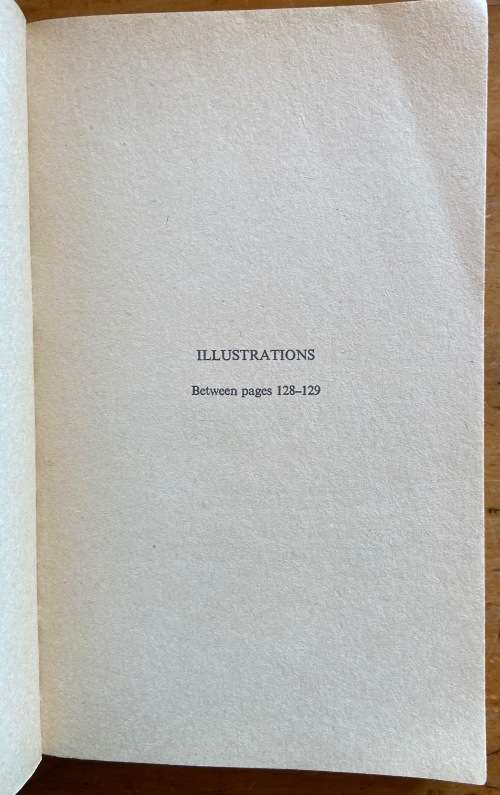 ILLUSTRATIONS
Between pages 128–129